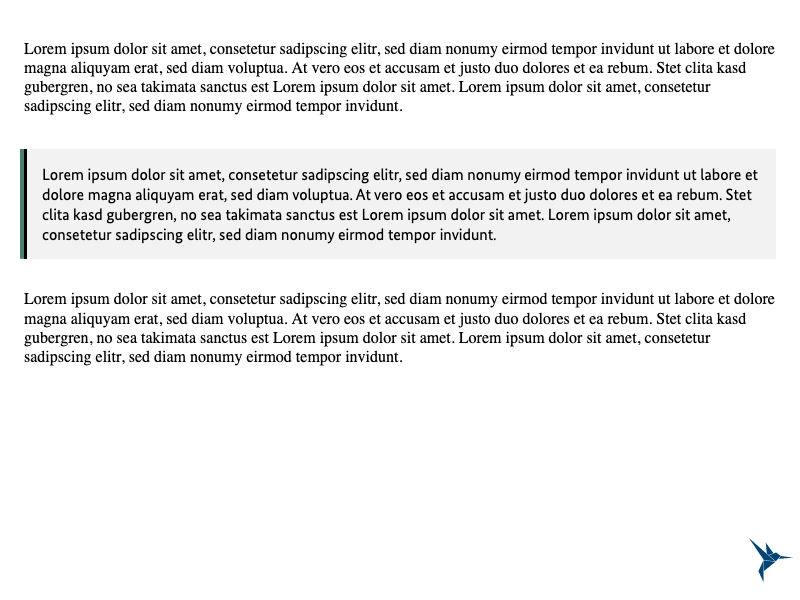 Lorem ipsum dolor sit amet, consetetur sadipscing elitr, sed diam nonumy eirmod tempor invidunt ut labore et dolore
magna aliquyam erat, sed diam voluptua. At vero eos et accusam et justo duo dolores et ea rebum. Stet clita kasd
gubergren, no sea takimata sanctus est Lorem ipsum dolor sit amet. Lorem ipsum dolor sit amet, consetetur
sadipscing elitr, sed diam nonumy eirmod tempor invidunt.
Lorem ipsum dolor sit amet, consetetur sadipscing elitr, sed diam nonumy eirmod tempor invidunt ut labore et
dolore magna aliquyam erat, sed diam voluptua. At vero eos et accusam et justo duo dolores et ea rebum. Stet
clita kasd gubergren, no sea takimata sanctus est Lorem ipsum dolor sit amet. Lorem ipsum dolor sit amet,
consetetur sadipscing elitr, sed diam nonumy eirmod tempor invidunt.
Lorem ipsum dolor sit amet, consetetur sadipscing elitr, sed diam nonumy eirmod tempor invidunt ut labore et dolore
magna aliquyam erat, sed diam voluptua. At vero eos et accusam et justo duo dolores et ea rebum. Stet clita kasd
gubergren, no sea takimata sanctus est Lorem ipsum dolor sit amet. Lorem ipsum dolor sit amet, consetetur
sadipscing elitr, sed diam nonumy eirmod tempor invidunt.